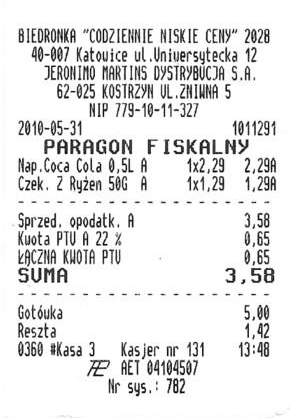 BIEDRONKA "CODZIENNIE NISKIE CENY" 2028
40-007 Katowice ul.Uniwersytecka 12
JERONIMO MARTINS DYSTRYBUCJA S.A.
62-025 KOSTRZYN UL.ŻNIWNA 5
NIP 779-10-11-327
2010-05-31 1011291
PARAGON FISKALNY
Nap.Coca Cola 0,5L A 1x2,29 2,29A
Czek. Z Ryżen 50G A 1x1,29 1,29A
Sprzed. opodatk. A 3,58
Kwota PTU A 22 % 0,65
ŁĄCZNA KWOTA PTU 0,65
SUMA 3,58
Gotówka 5,00
Reszta 1,42
0360 #Kasa 3 Kasjer nr 131 13:48
AET 04104507
Nr sys.: 782